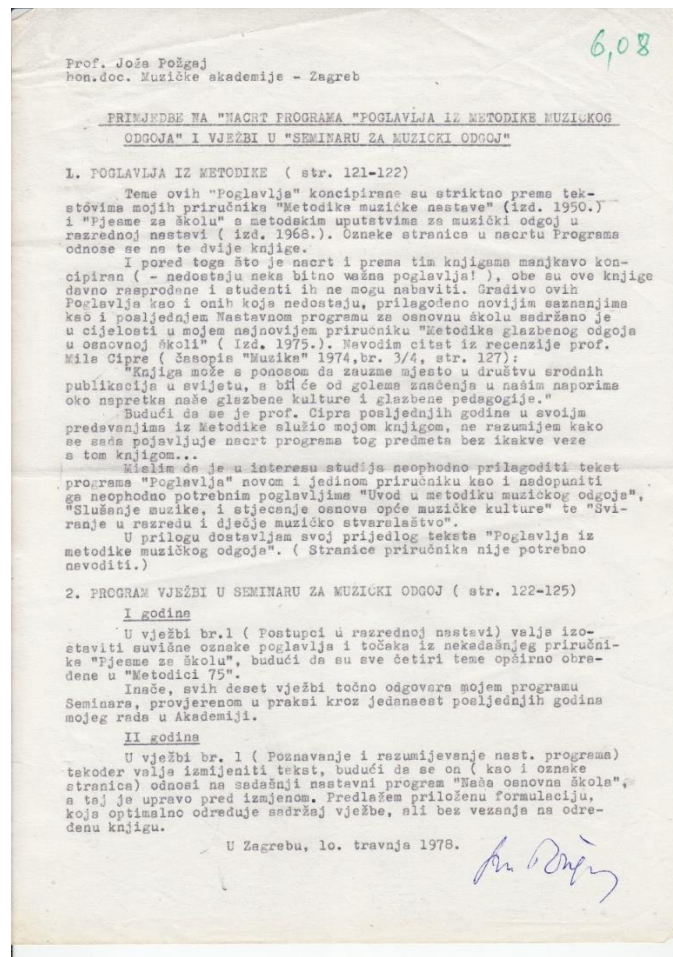 6,08
Prof. Joža Požgaj
hon.doc. Muzičke akademije - Zagreb
PRIMJEDBE NA "NACRT PROGRAMA "POGLAVLJA IZ METODIKE MUZIČKOG
ODGOJA" I VJEŽBI U "SEMINARU ZA MUZIČKI ODGOJ"
1. POGLAVLJA IZ METODIKE ( str. 121-122)
Teme ovih "Poglavlja" koncipirane su striktno prema tek-
stovima mojih priručnika "Metodika muzičke nastave" (izd. 1950.)
i "Pjesme za školu" s metodskim uputstvima za muzički odgoj u
razrednoj nastavi ( izd. 1968.). Oznake stranica u nacrtu Programa
odnose se na te dvije knjige.
I pored toga što je nacrt i prema tim knjigama manjkavo kon-
cipiran ( - nedostaju neka bitno važna poglavlja! ), obe su ove knjige
davno rasprodane i studenti ih ne mogu nabaviti. Gradivo ovih
Poglavlja kao i onih koja nedostaju, prilagođeno novijim saznanjima
kao i posljednjem Nastavnom programu za osnovnu školu sadržano je
u cijelosti u mojem najnovijem priručniku "Metodika glazbenog odgoja
u osnovnoj školi" ( Izd. 1975.). Navodim citat iz recenzije prof.
Mila Cipre ( časopis "Muzika" 1974,br. 3/4, str. 127):
"Knjiga može s ponosom da zauzme mjesto u društvu srodnih
publikacija u svijetu, a bit će od golema značenja u našim naporima
oko napretka naše glazbene kulture i glazbene pedagogije."
Budući da se je prof. Cipra posljednjih godina u svojim
predavanjima iz Metodike služio mojom knjigom, ne razumijem kako
se sada pojavljuje nacrt programa tog predmeta bez ikakve veze
s tom knjigom...
Mislim da je u interesu studija neophodno prilagoditi tekst
programa "Poglavlja" novom i jedinom priručniku kao i nadopuniti
ga neophodno potrebnim poglavljima "Uvod u metodiku muzičkog odgoja",
"Slušanje muzike, i stjecanje osnova opće muzičke kulture" te "Svi-
ranje u razredu i dječje muzičko stvaralaštvo".
U prilogu dostavljam svoj prijedlog teksta "Poglavlja iz
metodike muzičkog odgoja". ( Stranice priručnika nije potrebno
navoditi.)
2. PROGRAM VJEŽBI U SEMINARU ZA MUZIČKI ODGOJ ( str. 122-125)
I godina
U vježbi br.1 ( Postupci u razrednoj nastavi) valja izo-
staviti suvišne oznake poglavlja i točaka iz nekadašnjeg priručni-
ka "Pjesme za školu", budući da su sve četiri teme opširno obra-
đene u "Metodici 75".
Inače, svih deset vježbi točno odgovara mojem programu
Seminara, provjerenom u praksi kroz jedanaest posljednjih godina
mojeg rada u Akademiji.
II godina
U vježbi br. 1 ( Poznavanje i razumijevanje nast. programa)
također valja izmijeniti tekst, budući da se on ( kao i oznake
stranica) odnosi na sadašnji nastavni program "Naša osnovna škola",
a taj je upravo pred izmjenom. Predlažem priloženu formulaciju,
koja optimalno određuje sadržaj vježbe, ali bez vezanja na odre-
đenu knjigu.
U Zagrebu, lo. travnja 1978.